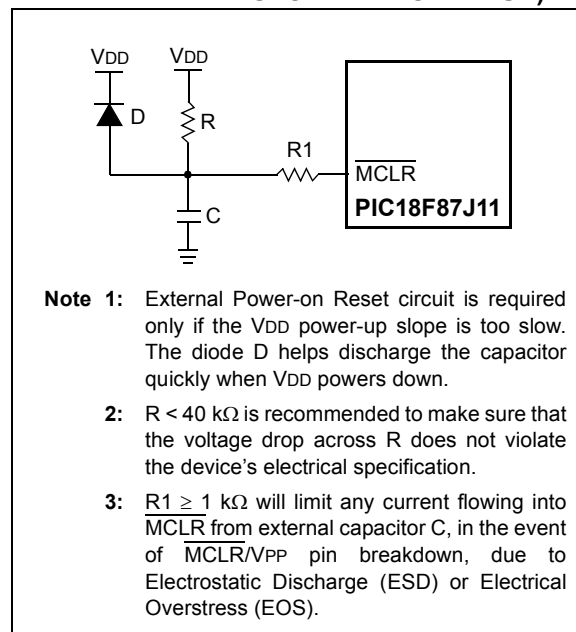 VDD VDD
D
R
R1
MCLR
C
PIC18F87J11
Note 1: External Power-on Reset circuit is required
only if the VDD power-up slope is too slow.
The diode D helps discharge the capacitor
quickly when VDD powers down.
2: R < 40 kΩ is recommended to make sure that
the voltage drop across R does not violate
the device's electrical specification.
3: R1 ≥ 1 kΩ will limit any current flowing into
MCLR from external capacitor C, in the event
of MCLR/VPP pin breakdown, due to
Electrostatic Discharge (ESD) or Electrical
Overstress (EOS).